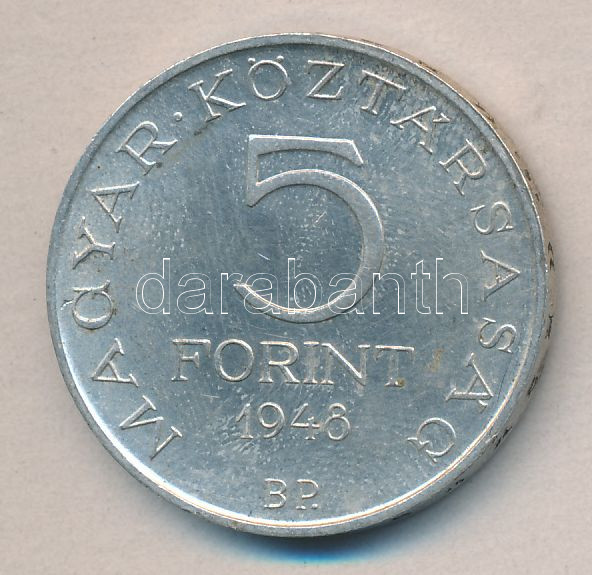 MAGYAR · KÖZTÁRSASÁG
5
FORINT
1948
BP.
darabanth